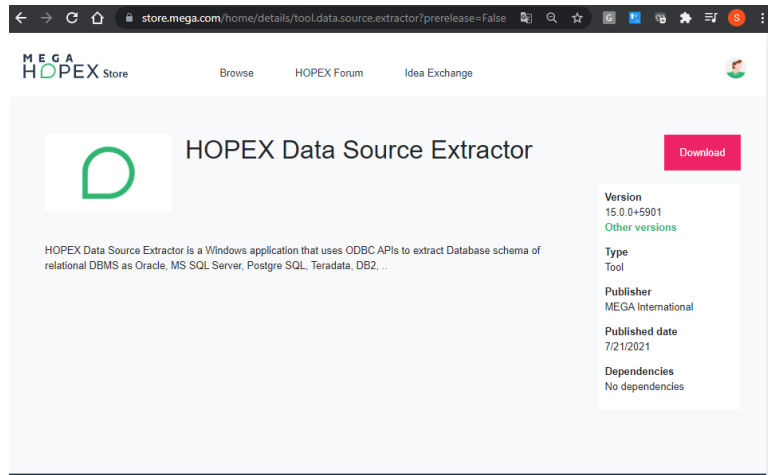 store.mega.com/home/details/tool.data.source.extractor?prerelease=False
G
S
MEGA
HOPEX Store
Browse
HOPEX Forum
Idea Exchange
HOPEX Data Source Extractor
Download
HOPEX Data Source Extractor is a Windows application that uses ODBC APIs to extract Database schema of
relational DBMS as Oracle, MS SQL Server, Postgre SQL, Teradata, DB2, ..
Version
15.0.0+5901
Other versions
Type
Tool
Publisher
MEGA International
Published date
7/21/2021
Dependencies
No dependencies